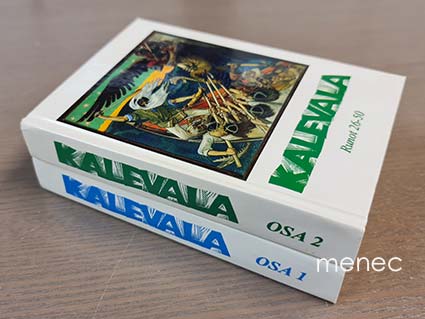 KALEVALA
Runot 26-50
KALEVALA OSA 2
KALEVALA OSA 1
menec